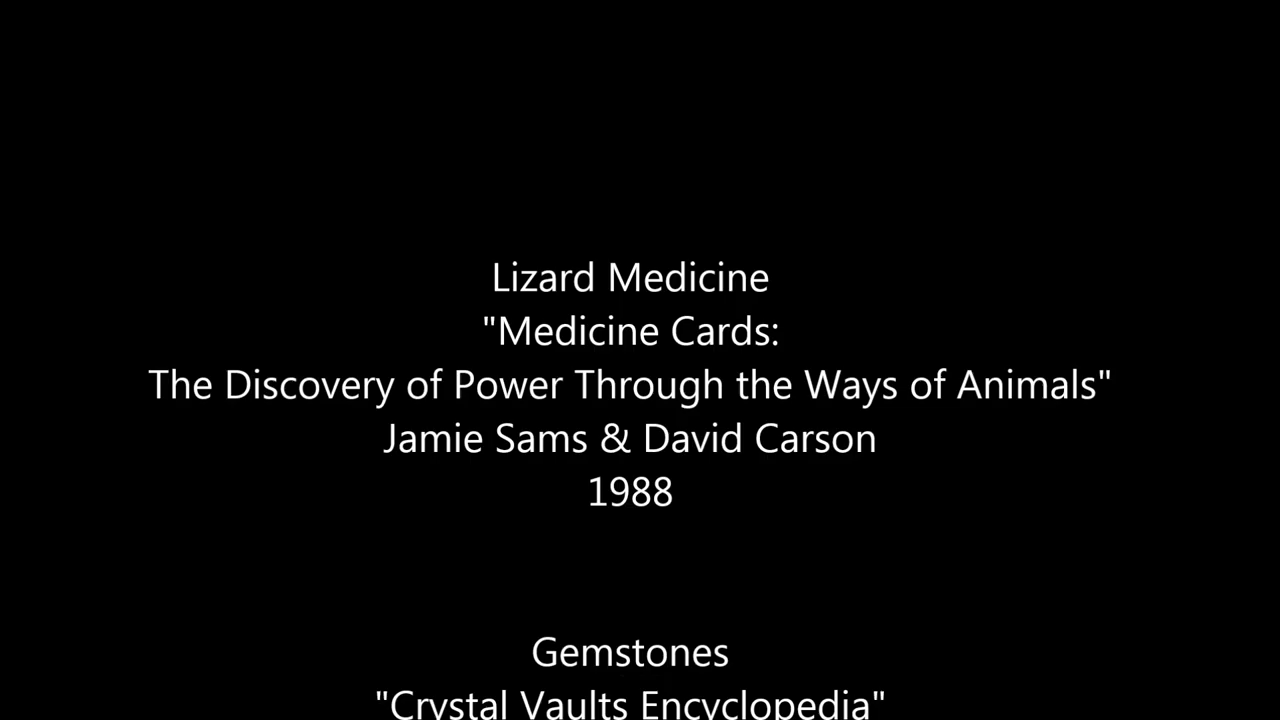 Lizard Medicine
"Medicine Cards:
The Discovery of Power Through the Ways of Animals"
Jamie Sams & David Carson
1988
Gemstones
"Crystal Vaults Encyclopedia"